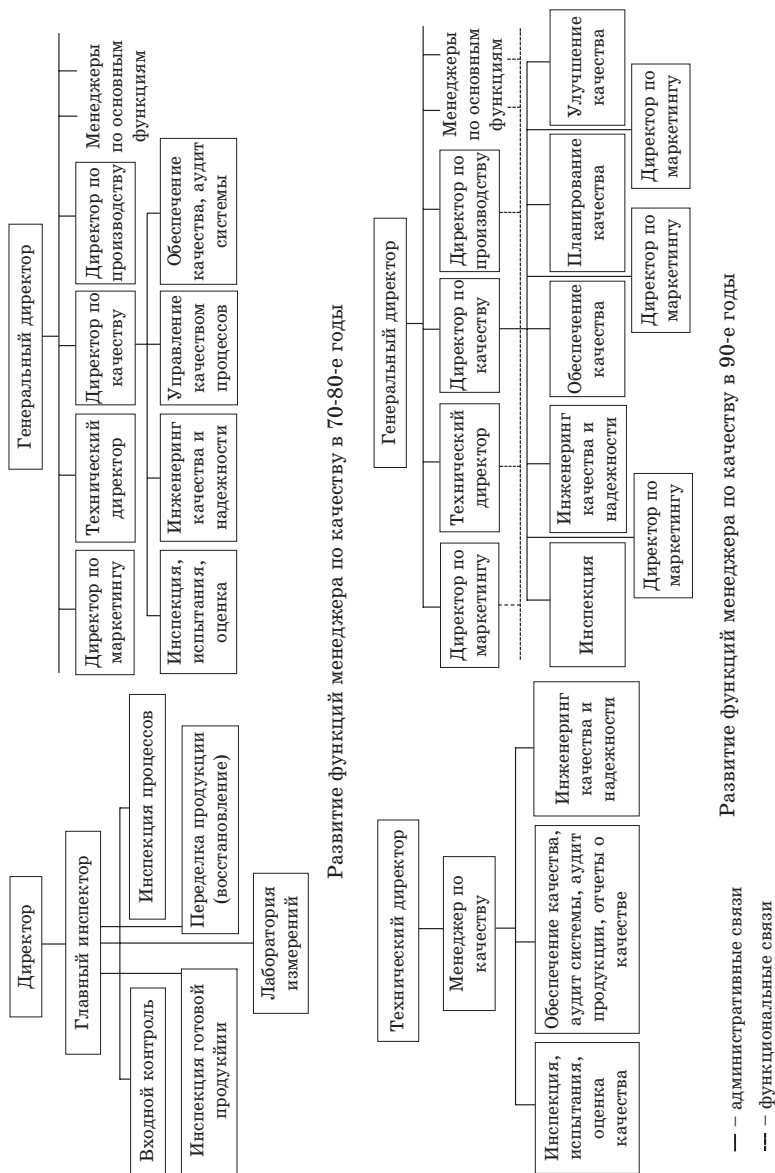 Директор
Главный инспектор
Входной контроль
Инспекция процессов
Инспекция готовой
продукйиии
Переделка продукции
(восстановление)
Лаборатория
измерений
Генеральный директор
Директор по
маркетингу
Технический
директор
Директор по
качеству
Директор по
производству
Менеджеры
по основным
функциям
Инспекция,
испытания,
оценка
Инженеринг
качества и
надежности
Управление
качеством
процессов
Обеспечение
качества, аудит
системы
Развитие функций менеджера по качеству в 70-80-е годы
Технический директор
Менеджер по
качеству
Инспекция,
испытания,
оценка
качества
Обеспечение качества,
аудит системы, аудит
продукции, отчеты о
качестве
Инженеринг
качества и
надежности
Генеральный директор
Директор по
маркетингу
Технический
директор
Директор по
качеству
Директор по
производству
Менеджеры
по основным
функциям
Инспекция
Инженеринг
качества и
надежности
Обеспечение
качества
Планирование
качества
Улучшение
качества
Директор по
маркетингу
Директор по
маркетингу
Директор по
маркетингу
Развитие функций менеджера по качеству в 90-е годы
— – административные связи
--- – функциональные связи